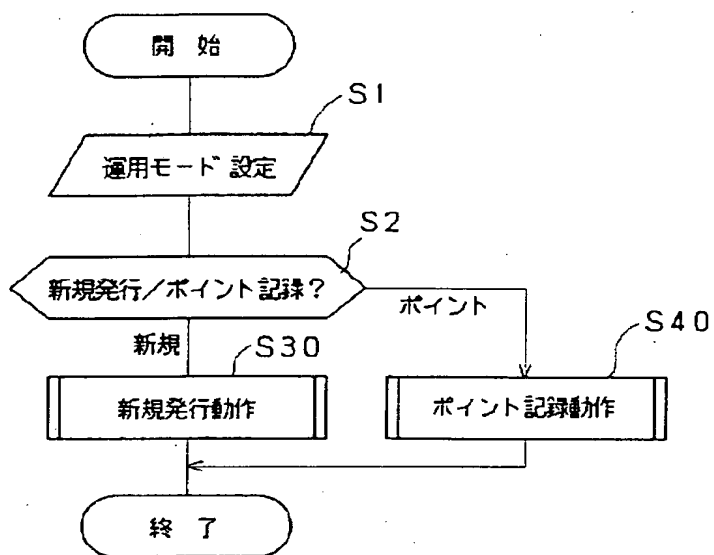 開 始
S1
運用モード 設定
S2
新規発行／ポイント記録？
ポイント
新規
S30
S40
新規発行動作
ポイント記録動作
終 了